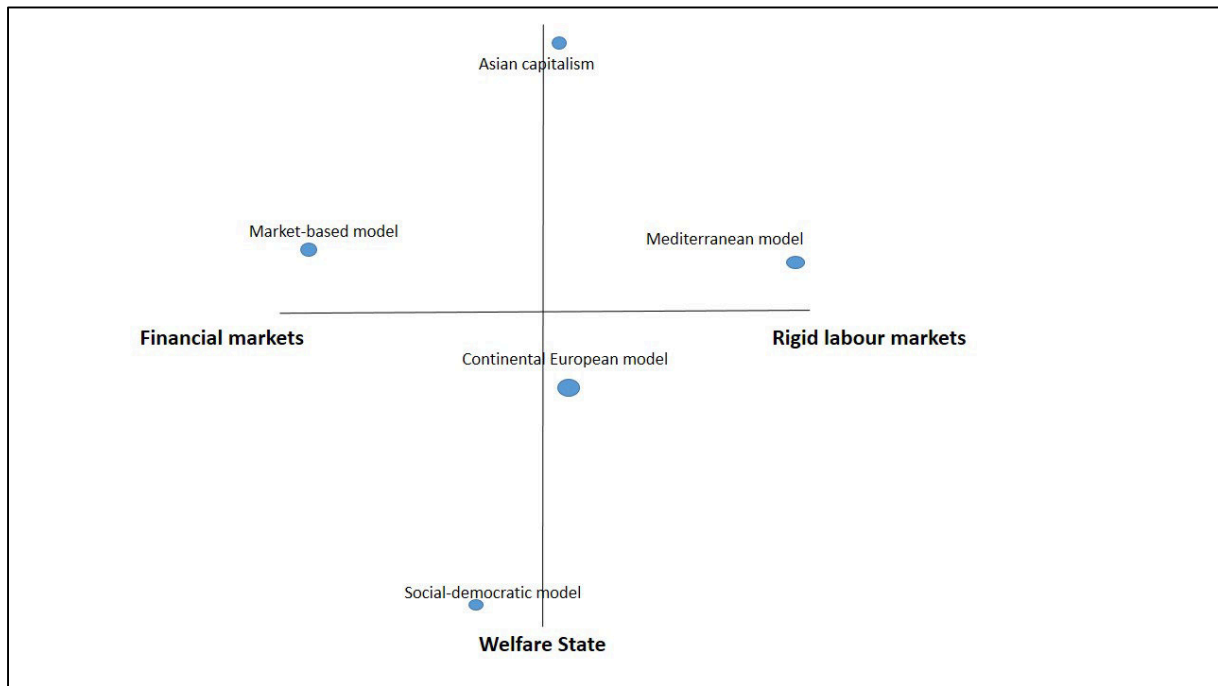 Asian capitalism
Market-based model
Mediterranean model
Financial markets
Rigid labour markets
Continental European model
Social-democratic model
Welfare State